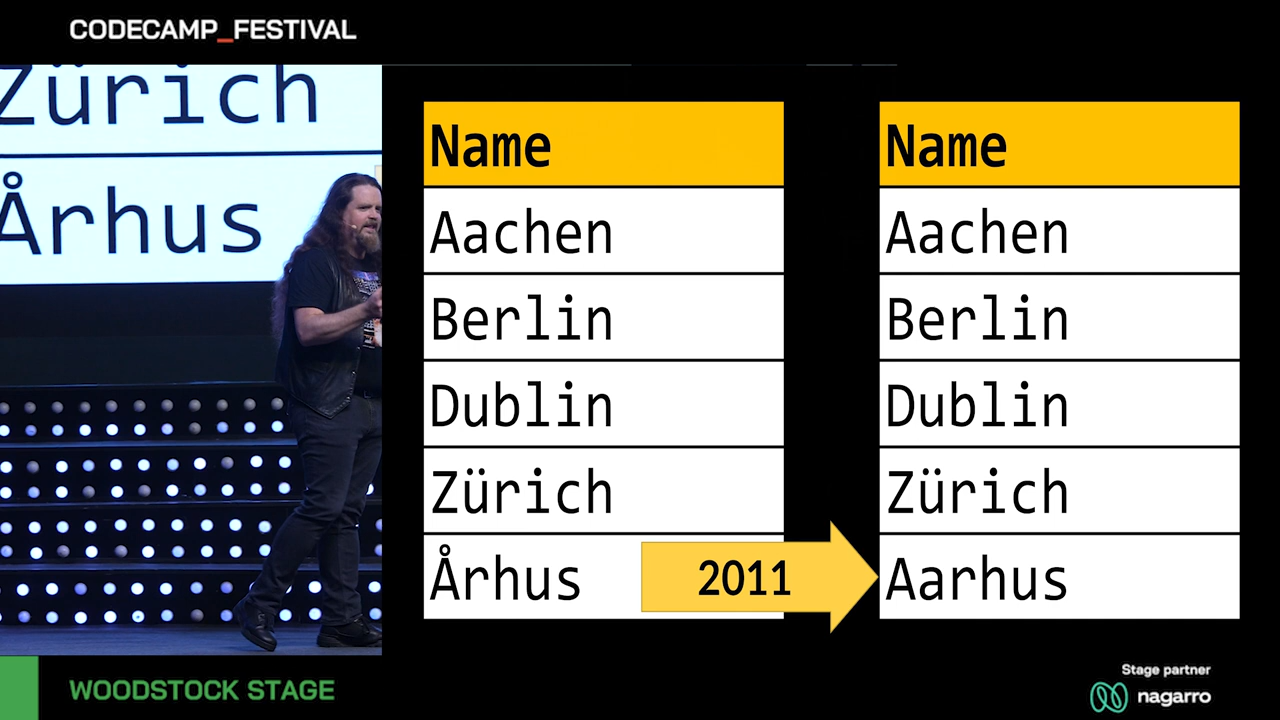 CODECAMP_FESTIVAL
Zürich
Århus
Name
Aachen
Berlin
Dublin
Zürich
Århus
2011
Name
Aachen
Berlin
Dublin
Zürich
Aarhus
WOODSTOCK STAGE
Stage partner
nagarro